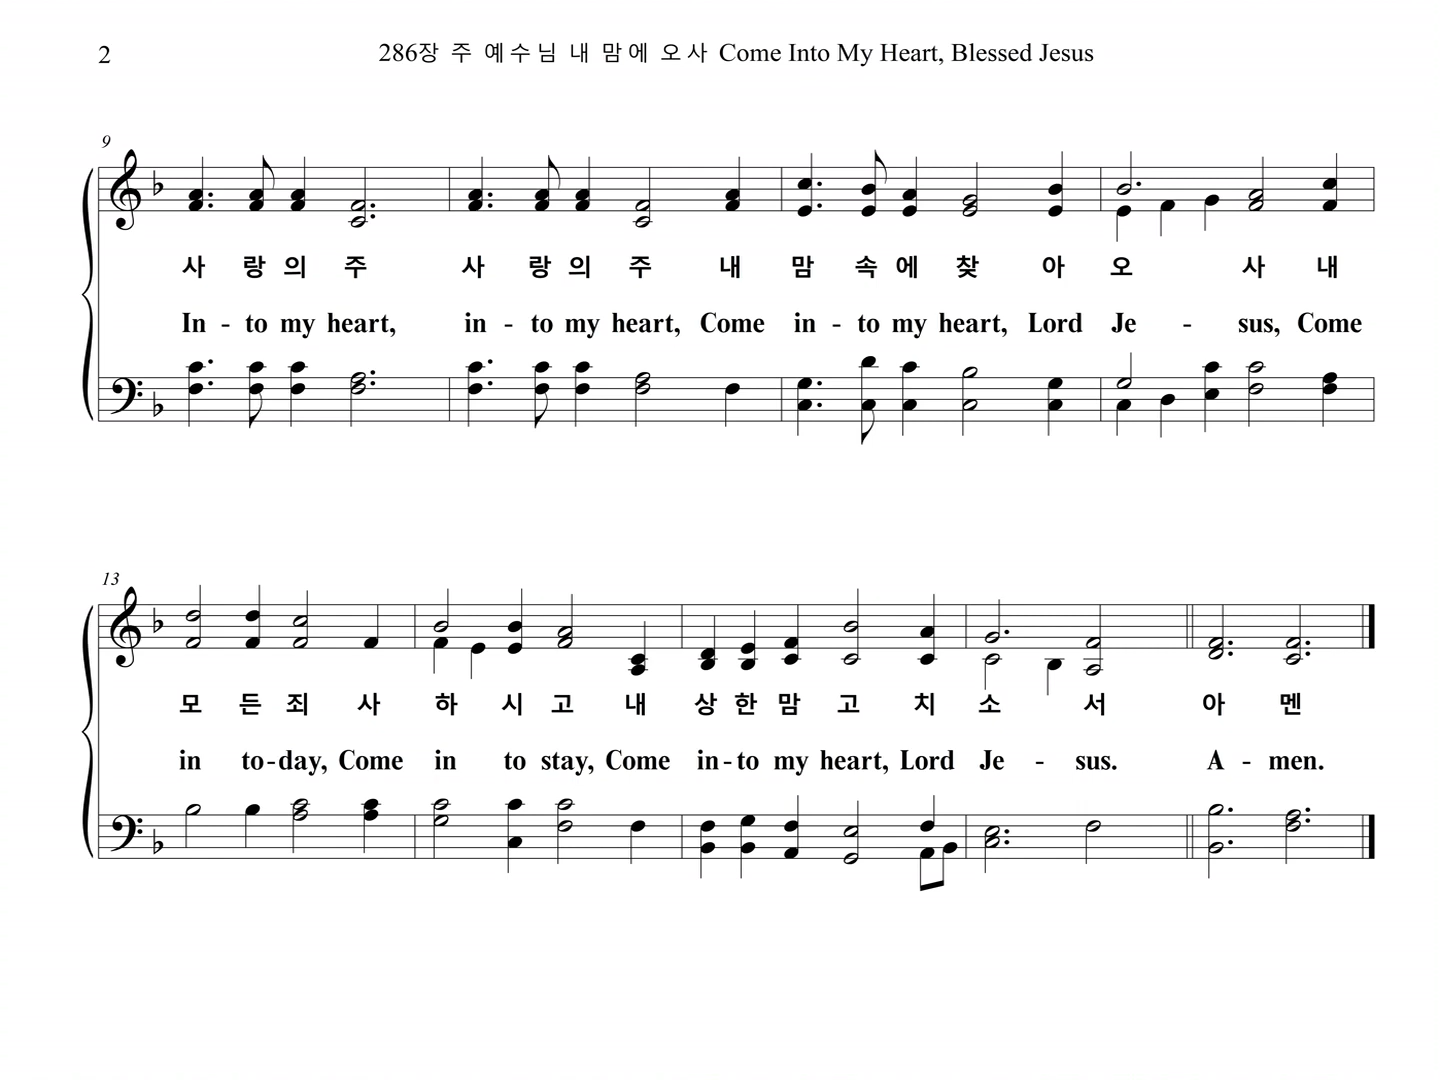 2 286장 주 예수님 내 맘에 오사 Come Into My Heart, Blessed Jesus
9
사 랑 의 주 사 랑 의 주 내 맘 속 에 찾 아 오 사 내
In - to my heart, in - to my heart, Come in - to my heart, Lord Je - sus, Come
13
모 든 죄 사 하 시 고 내 상 한 맘 고 치 소 서 아 멘
in to - day, Come in to stay, Come in - to my heart, Lord Je - sus. A - men.